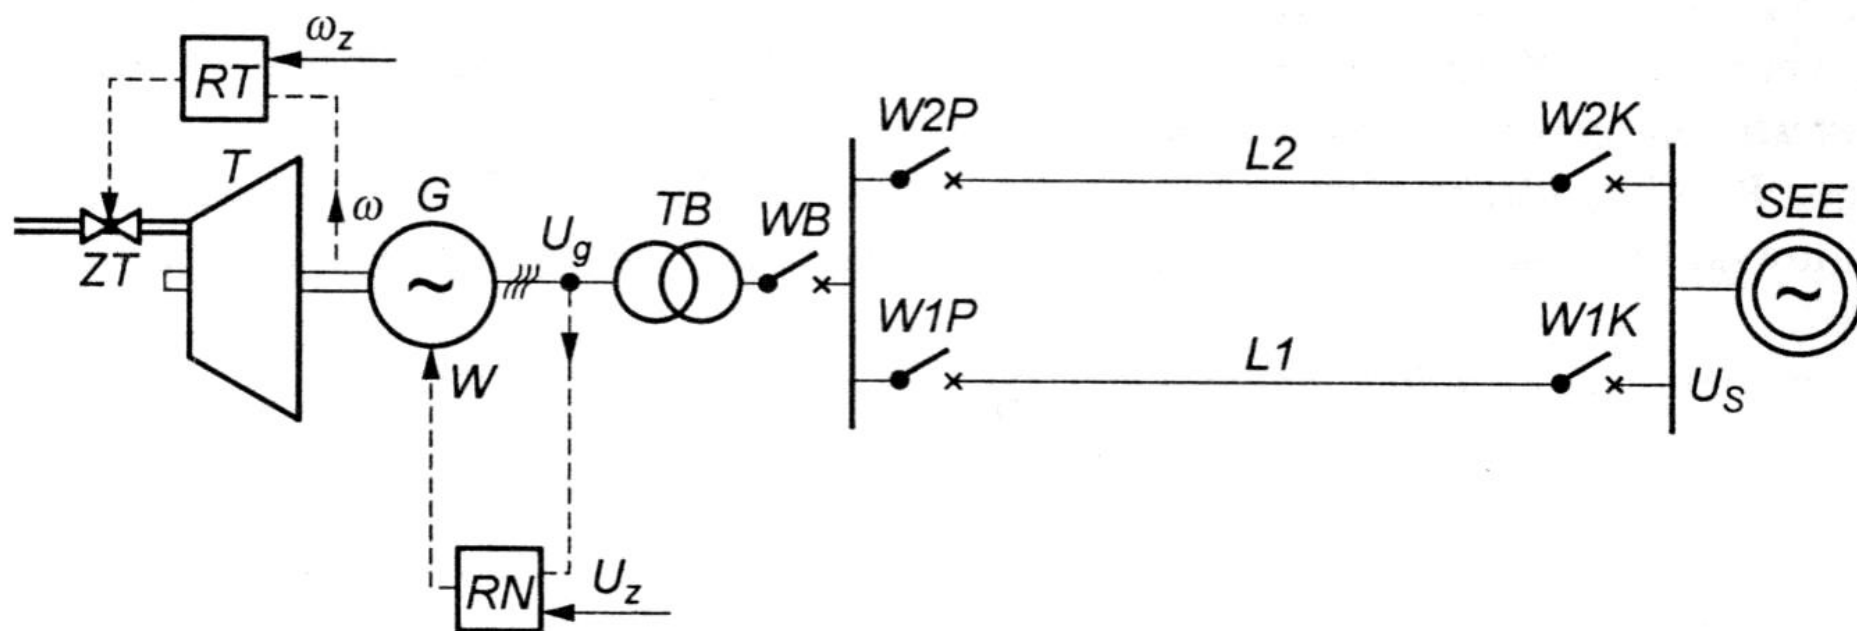 ω_z
RT
W2P
W2K
L2
T
ω
G
U_g
TB
WB
SEE
ZT
W1P
W1K
L1
W
U_S
RN
U_z